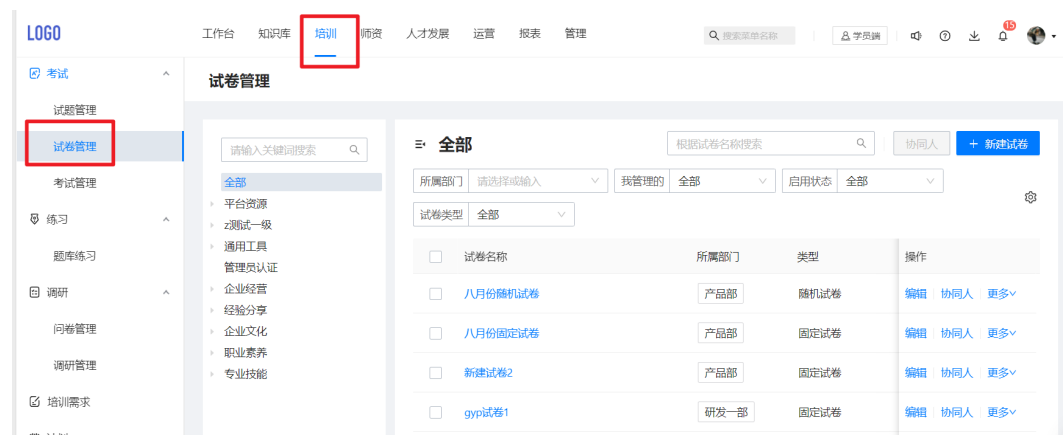 LOGO
工作台 知识库 培训 师资 人才发展 运营 报表 管理
搜索菜单名称
学员端
15
考试
试题管理
试卷管理
考试管理
练习
题库练习
调研
问卷管理
调研管理
培训需求
试卷管理
请输入关键词搜索
全部
平台资源
z测试一级
通用工具
管理员认证
企业经营
经验分享
企业文化
职业素养
专业技能
全部
根据试卷名称搜索
协同人
+ 新建试卷
所属部门 请选择或输入 我管理的 全部 启用状态 全部
试卷类型 全部
试卷名称 所属部门 类型 操作
八月份随机试卷 产品部 随机试卷 编辑 协同人 更多
八月份固定试卷 产品部 固定试卷 编辑 协同人 更多
新建试卷2 产品部 固定试卷 编辑 协同人 更多
gyp试卷1 研发一部 固定试卷 编辑 协同人 更多